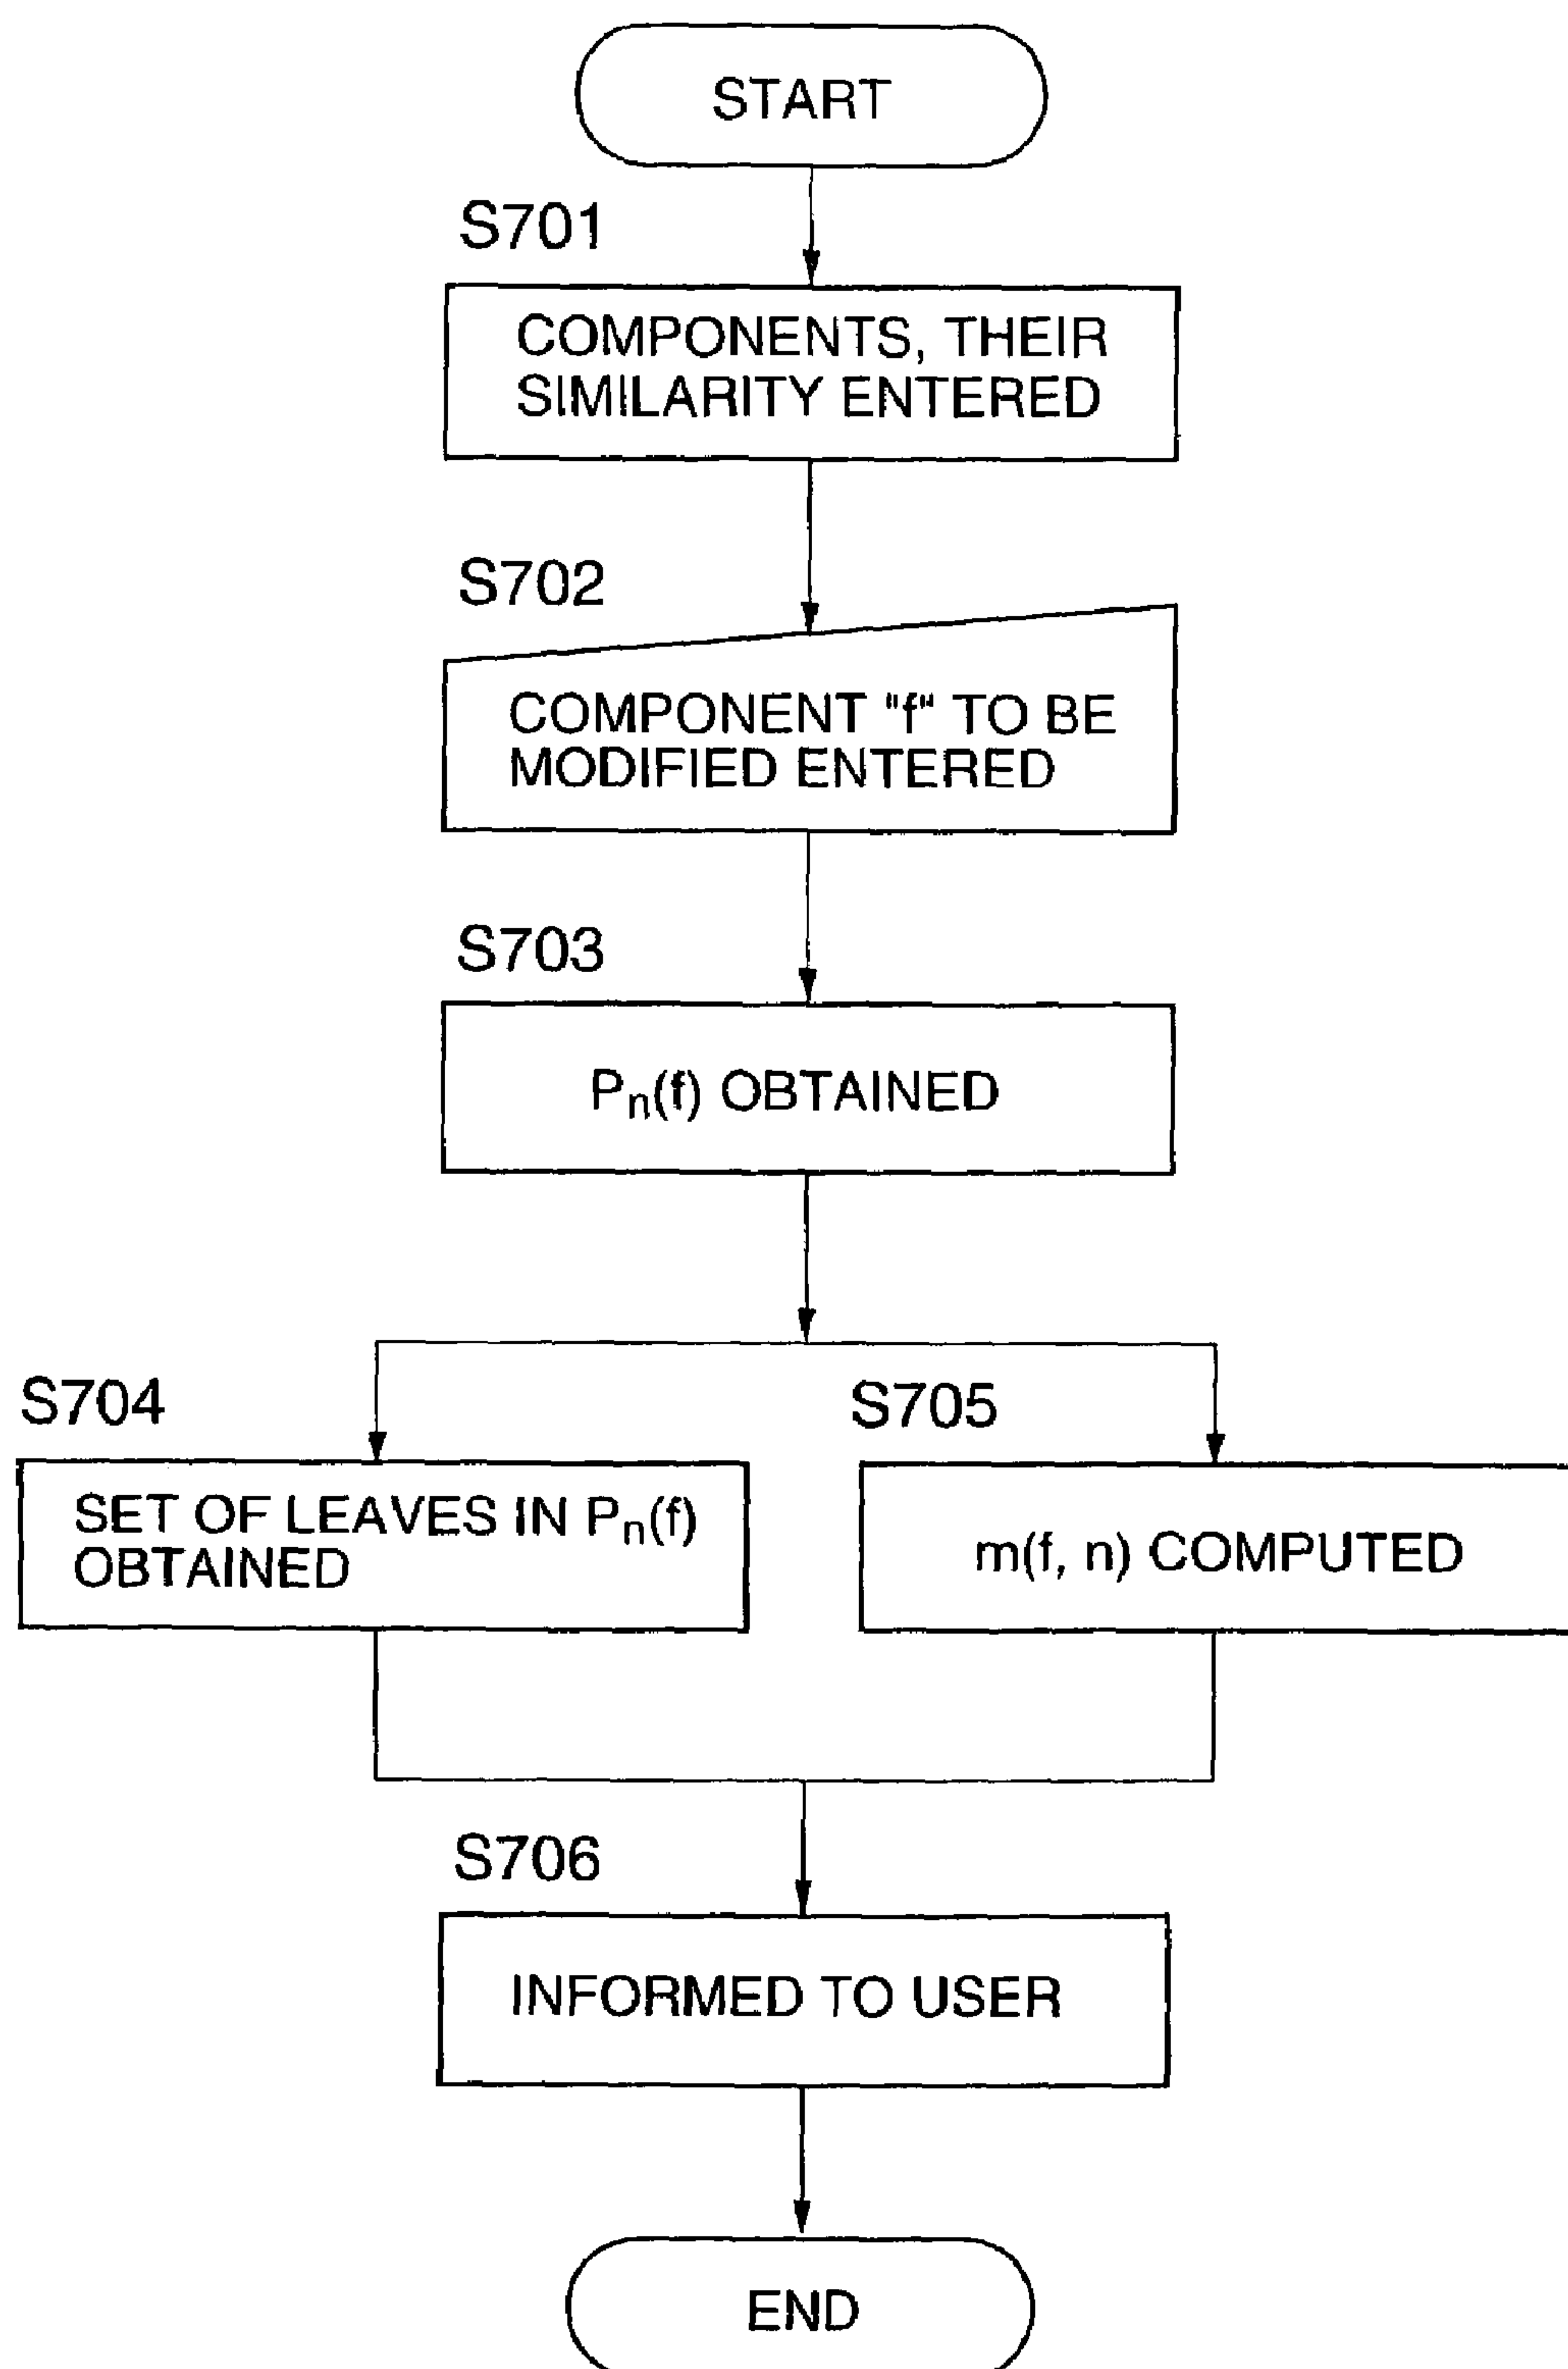 START
S701
COMPONENTS, THEIR
SIMILARITY ENTERED
S702
COMPONENT "f" TO BE
MODIFIED ENTERED
S703
Pn(f) OBTAINED
S704
SET OF LEAVES IN Pn(f)
OBTAINED
S705
m(f, n) COMPUTED
S706
INFORMED TO USER
END